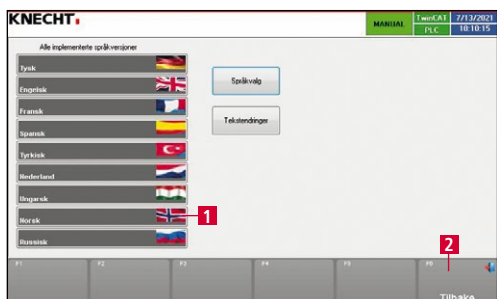 KNECHT
MANUAL
TwinCAT
PLC
7/13/2021
10:10:15
Alle implementerte språkversjoner
Tysk
Engelsk
Fransk
Spansk
Tyrkisk
Nederland
Ungarsk
Norsk
Russisk
Språkvalg
Tekstendringer
1
2
F1
F2
F3
F4
F5
F6
Tilbake